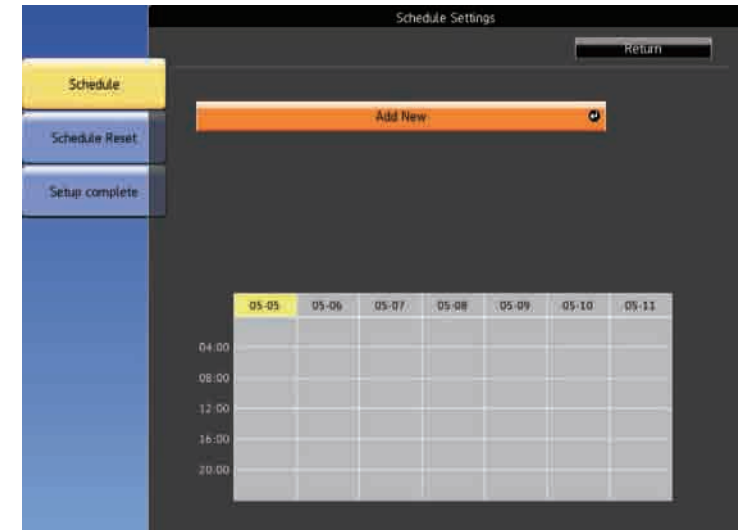 Schedule Settings
Return
Schedule
Add New
Schedule Reset
Setup complete
05-05 05-06 05-07 05-08 05-09 05-10 05-11
04:00
08:00
12:00
16:00
20:00